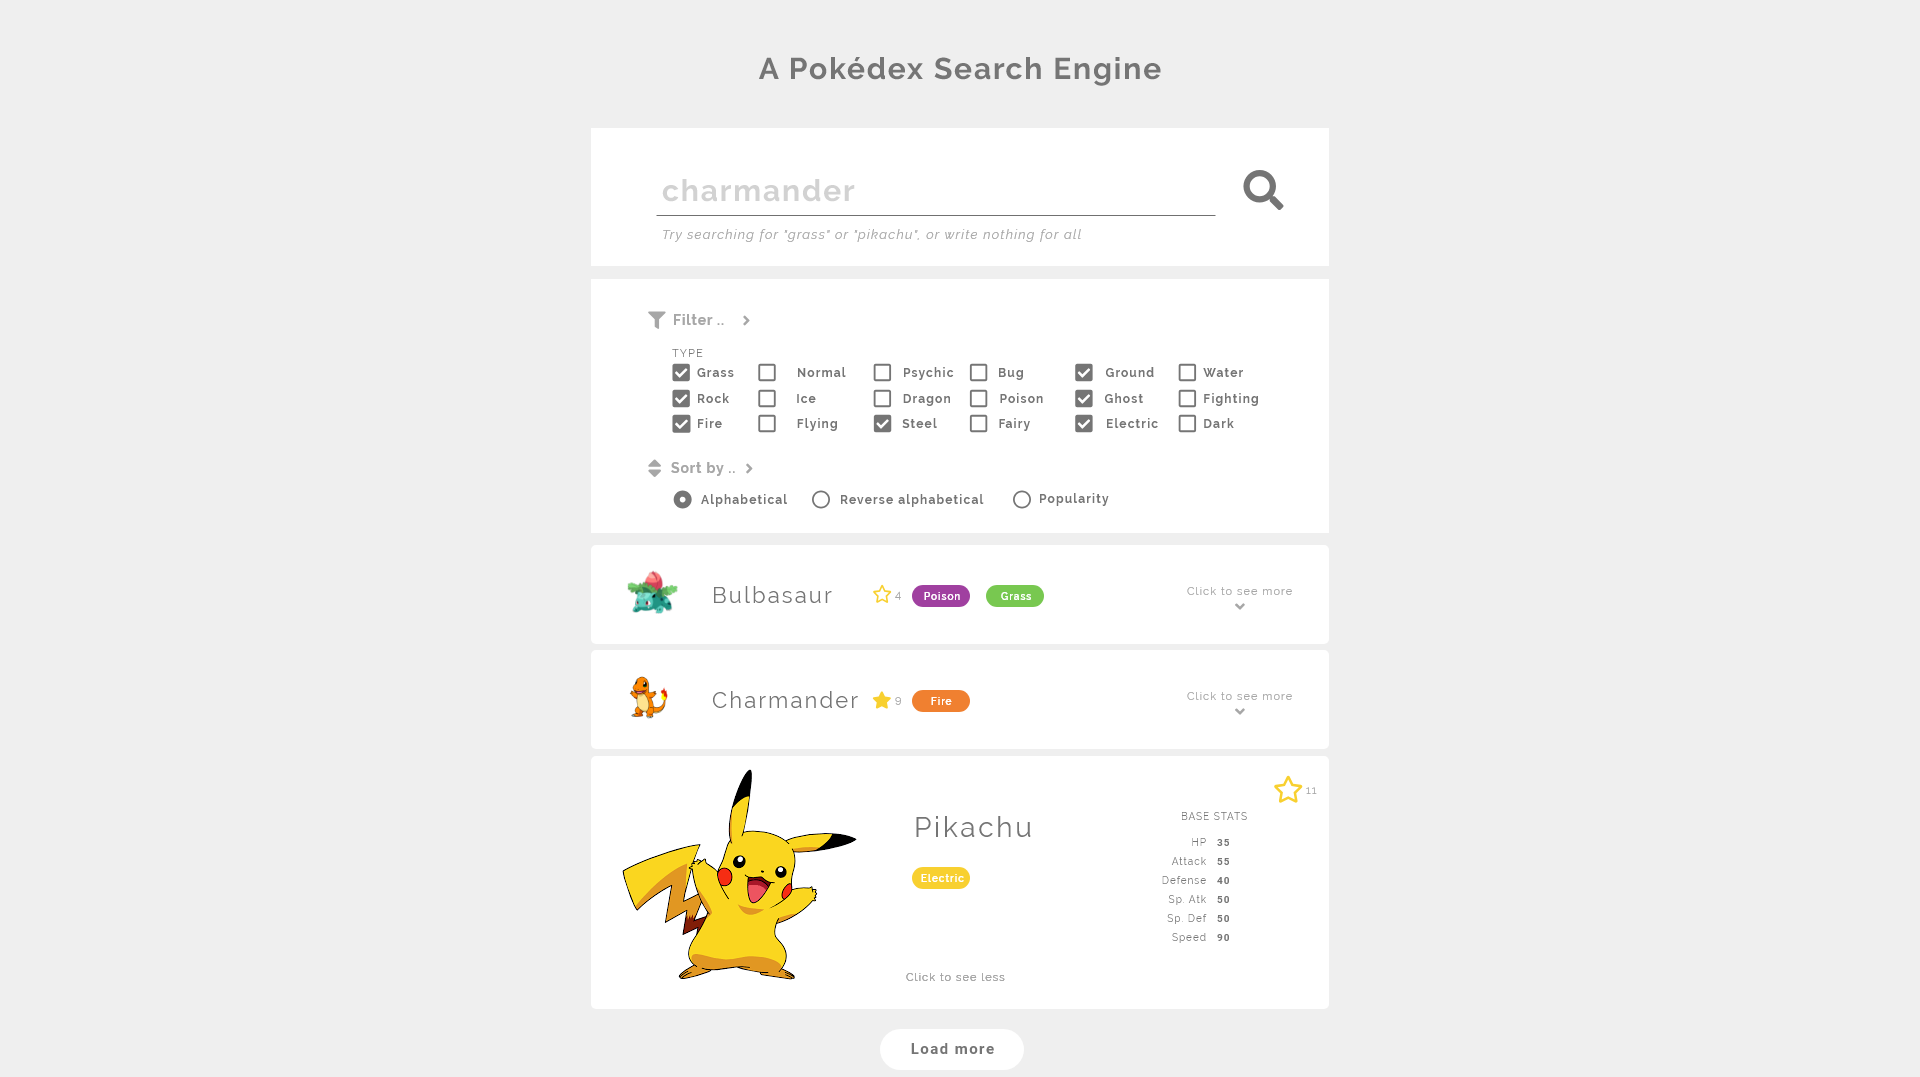 A Pokédex Search Engine
charmander
Try searching for "grass" or "pikachu", or write nothing for all
Filter ..
TYPE
Grass Normal Psychic Bug Ground Water
Rock Ice Dragon Poison Ghost Fighting
Fire Flying Steel Fairy Electric Dark
Sort by ..
Alphabetical Reverse alphabetical Popularity
Bulbasaur 4 Poison Grass Click to see more
Charmander 9 Fire Click to see more
11
Pikachu
Electric
BASE STATS
HP 35
Attack 55
Defense 40
Sp. Atk 50
Sp. Def 50
Speed 90
Click to see less
Load more